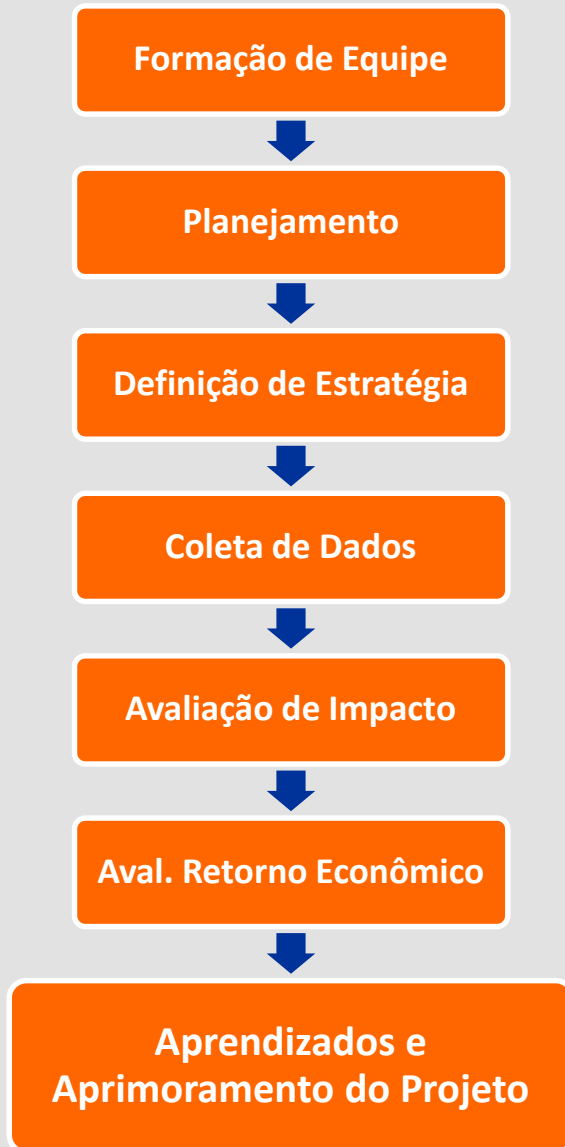 Formação de Equipe
Planejamento
Definição de Estratégia
Coleta de Dados
Avaliação de Impacto
Aval. Retorno Econômico
Aprendizados e
Aprimoramento do Projeto